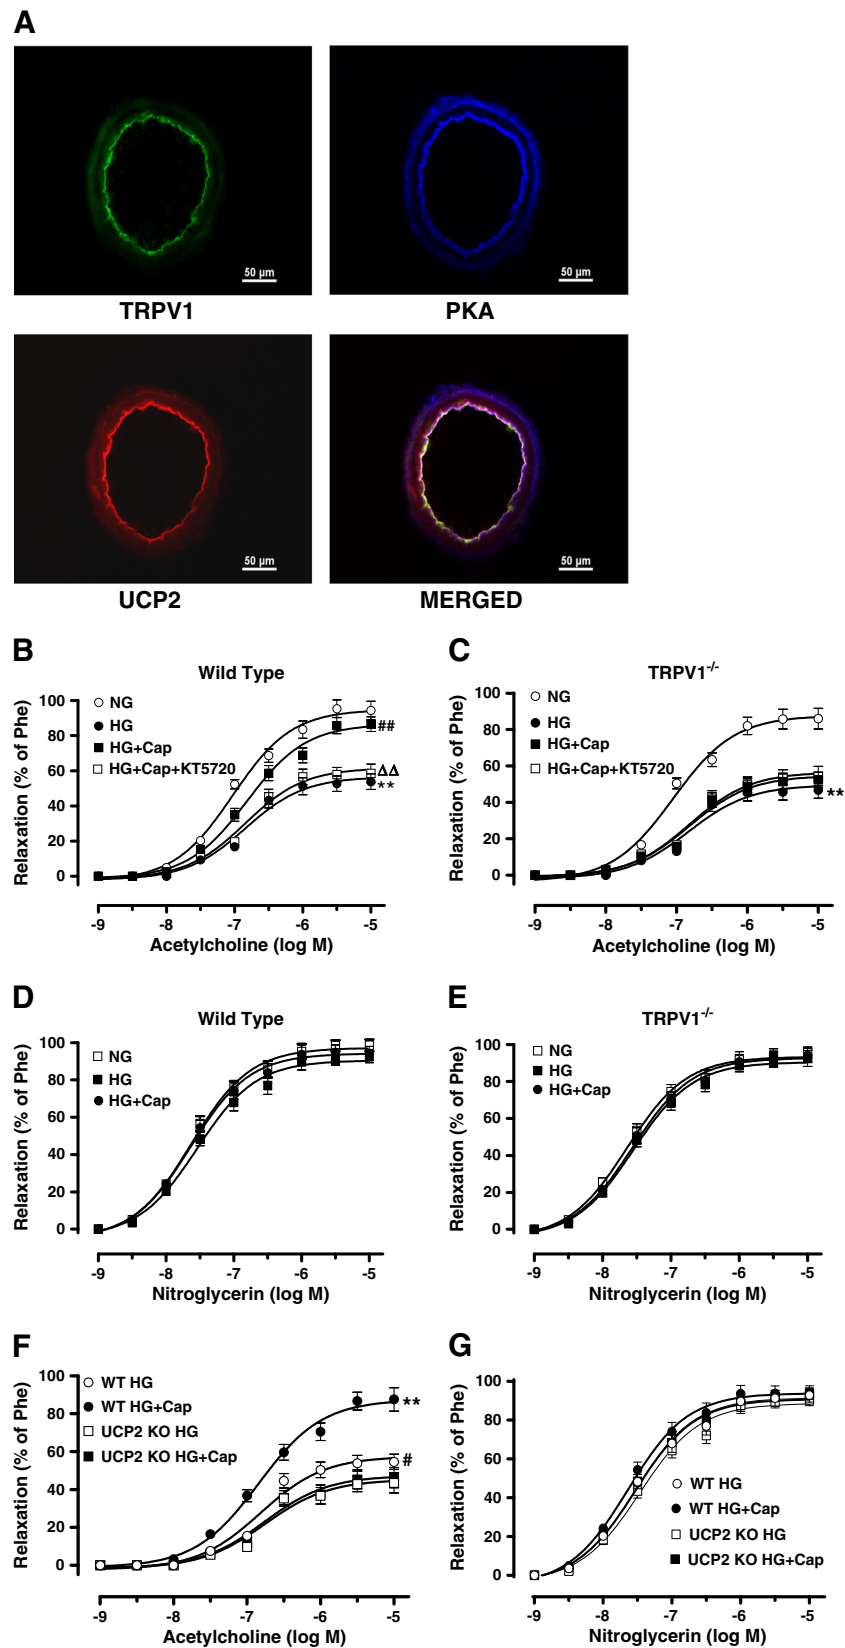 A
50 µm
50 µm
TRPV1
PKA
50 µm
50 µm
UCP2
MERGED
B
Wild Type
Relaxation (% of Phe)
100
80
60
40
20
0
NG
HG
HG+Cap
HG+Cap+KT5720
##
ΔΔ
**
-9
-8
-7
-6
-5
Acetylcholine (log M)
C
TRPV1-/-
Relaxation (% of Phe)
100
80
60
40
20
0
NG
HG
HG+Cap
HG+Cap+KT5720
**
-9
-8
-7
-6
-5
Acetylcholine (log M)
D
Wild Type
Relaxation (% of Phe)
100
80
60
40
20
0
NG
HG
HG+Cap
-9
-8
-7
-6
-5
Nitroglycerin (log M)
E
TRPV1-/-
Relaxation (% of Phe)
100
80
60
40
20
0
NG
HG
HG+Cap
-9
-8
-7
-6
-5
Nitroglycerin (log M)
F
Relaxation (% of Phe)
100
80
60
40
20
0
WT HG
WT HG+Cap
UCP2 KO HG
UCP2 KO HG+Cap
**
#
-9
-8
-7
-6
-5
Acetylcholine (log M)
G
Relaxation (% of Phe)
100
80
60
40
20
0
WT HG
WT HG+Cap
UCP2 KO HG
UCP2 KO HG+Cap
-9
-8
-7
-6
-5
Nitroglycerin (log M)